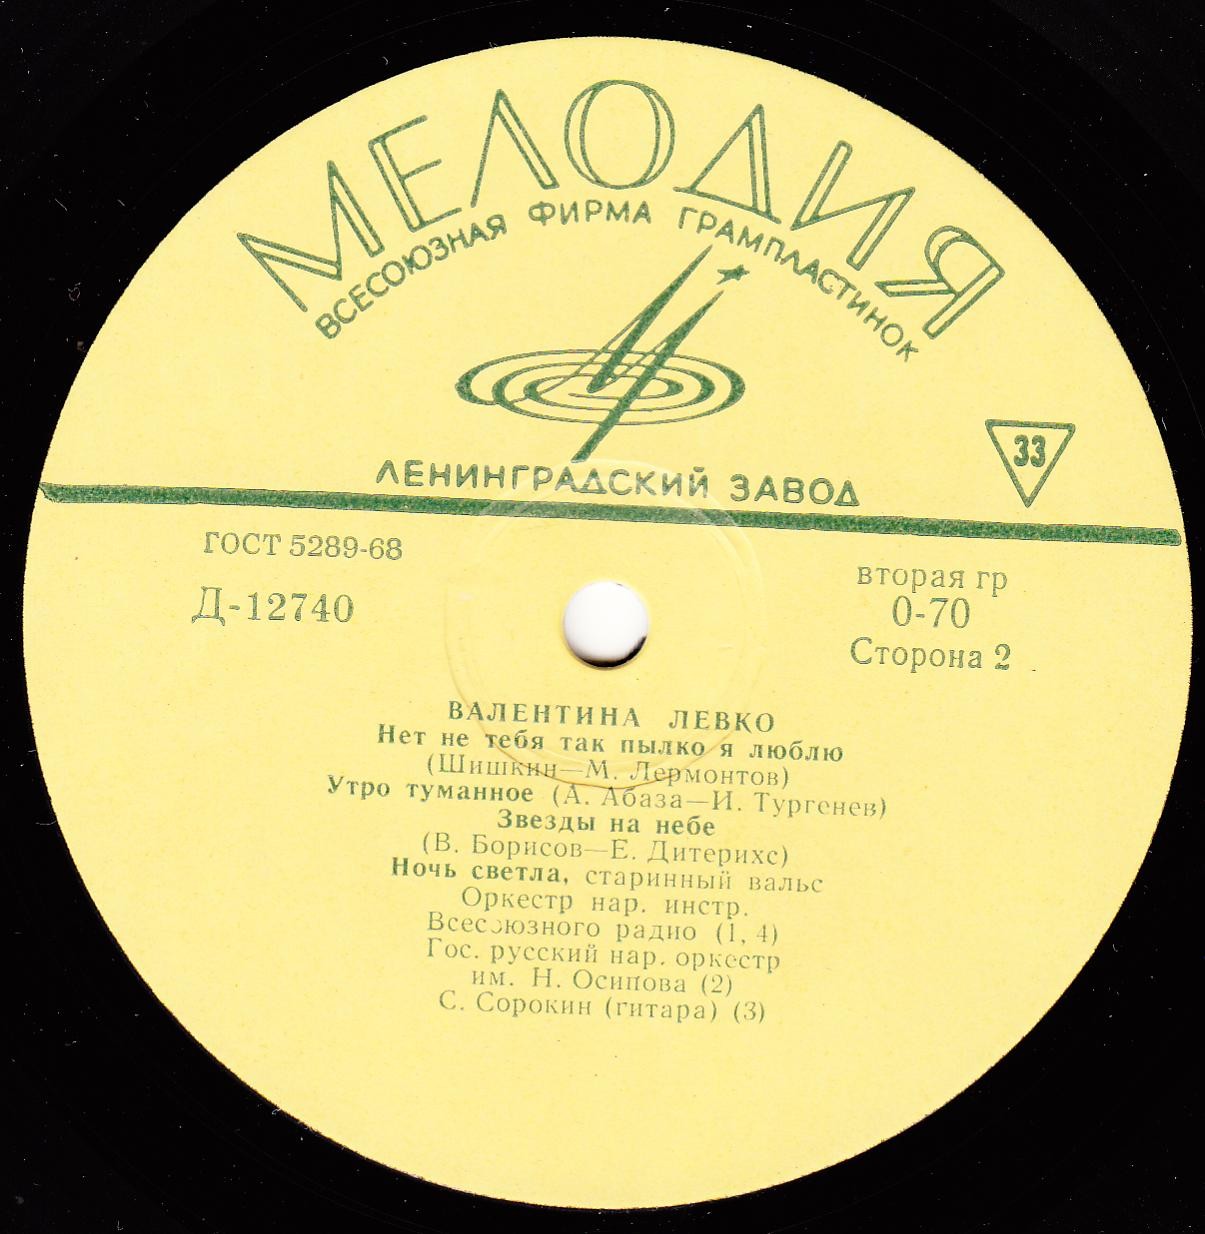 МЕЛОДИЯ
ВСЕСОЮЗНАЯ ФИРМА ГРАМПЛАСТИНОК
33
ЛЕНИНГРАДСКИЙ ЗАВОД
ГОСТ 5289-68
Д-12740
вторая гр
0-70
Сторона 2
ВАЛЕНТИНА ЛЕВКО
Нет не тебя так пылко я люблю
(Шишкин—М. Лермонтов)
Утро туманное (А. Абаза—И. Тургенев)
Звезды на небе
(В. Борисов—Е. Дитерихс)
Ночь светла, старинный вальс
Оркестр нар. инстр.
Всесоюзного радио (1, 4)
Гос. русский нар. оркестр
им. Н. Осипова (2)
С. Сорокин (гитара) (3)